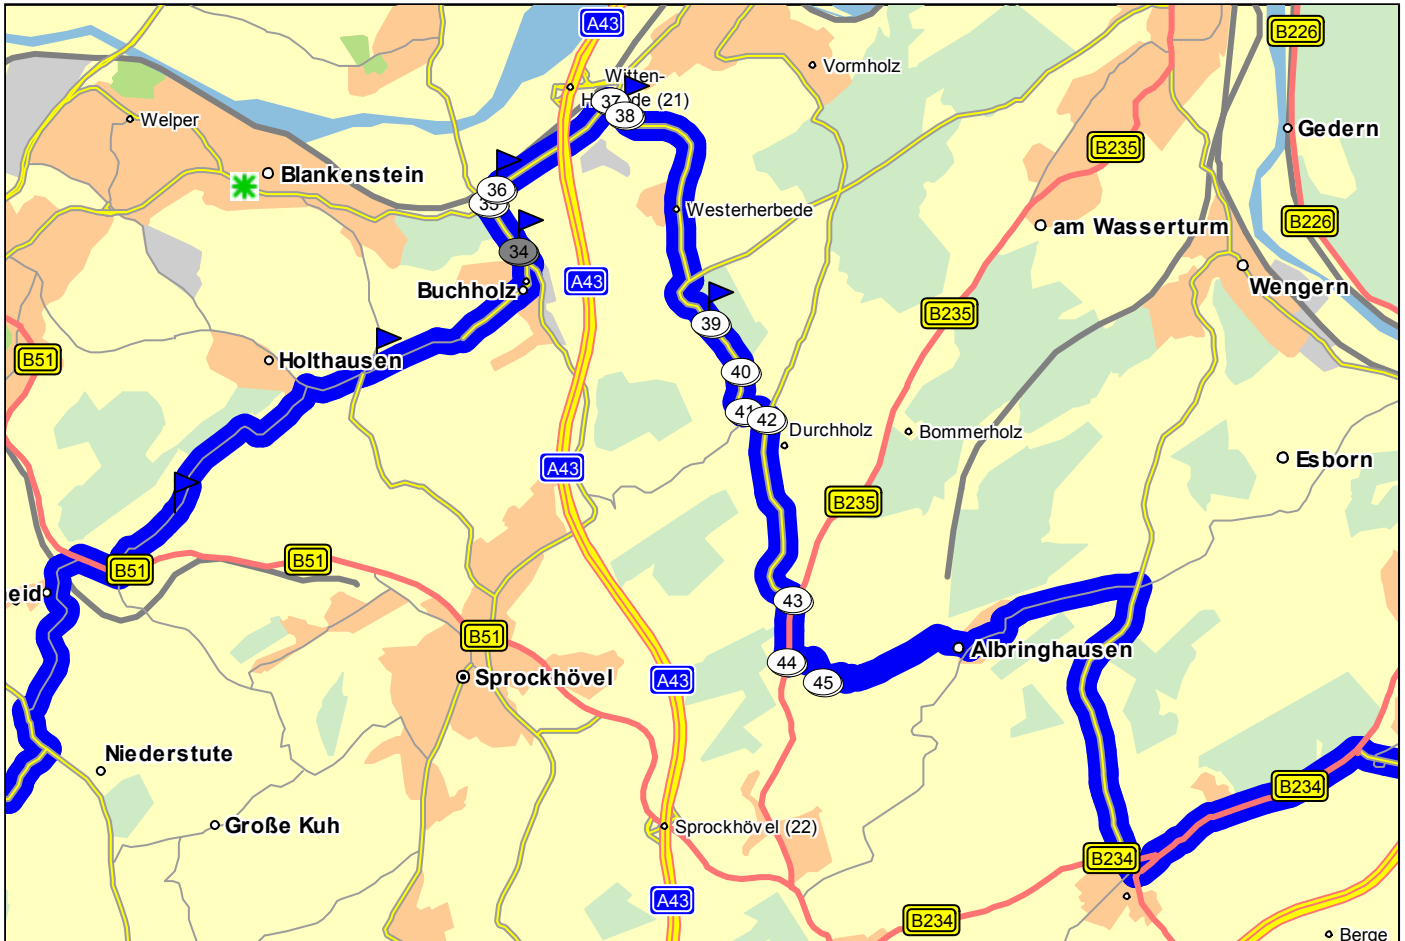 A43
B226
Witten-
Vormholz
H de (21)
37
38
Welper
Gedern
B235
Blankenstein
36
35
Westerherbede
am Wasserturm
B226
34
Wengern
Buchholz
A43
39
B235
B51
Holthausen
40
41
42
Durchholz
Bommerholz
Esborn
A43
B235
B51
B51
eid
43
B51
Albringhausen
44
45
Sprockhövel
A43
Niederstute
B234
Große Kuh
Sprockhövel (22)
B234
A43
B234
Berge